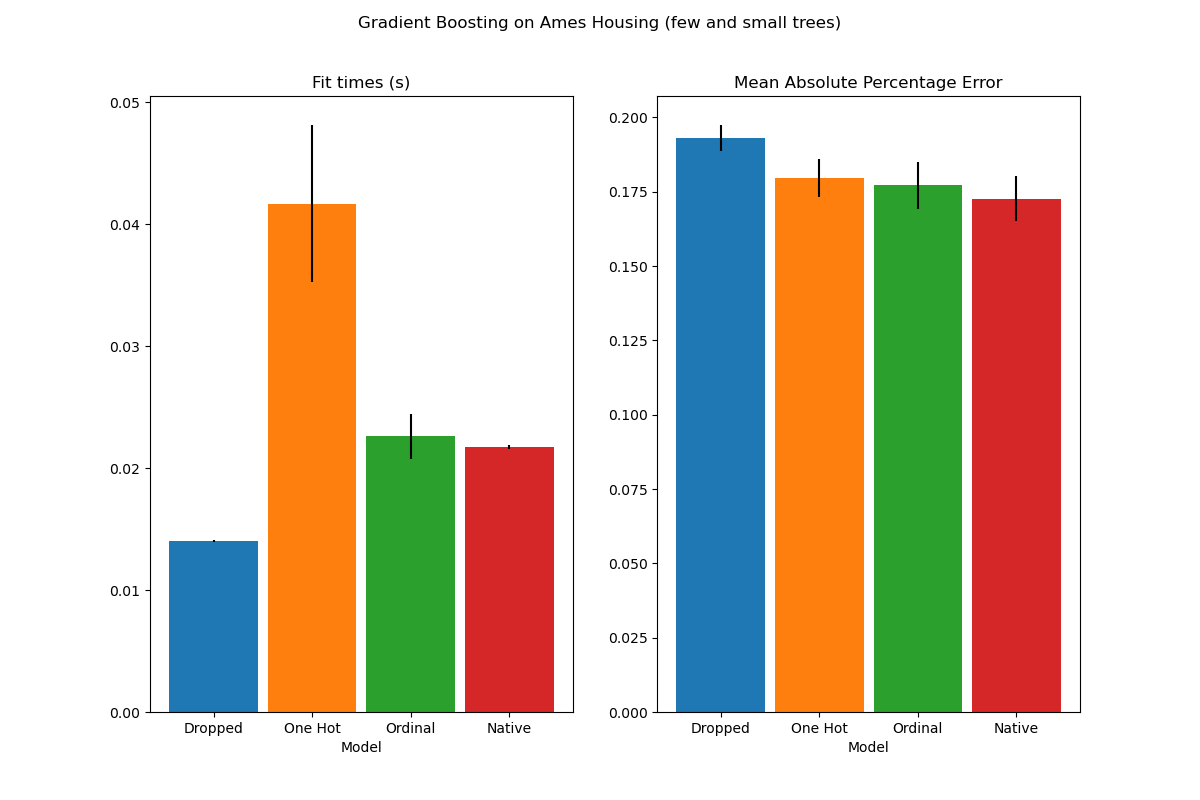 Gradient Boosting on Ames Housing (few and small trees)
Fit times (s)
0.05
0.04
0.03
0.02
0.01
0.00
Dropped One Hot Ordinal Native
Model
Mean Absolute Percentage Error
0.200
0.175
0.150
0.125
0.100
0.075
0.050
0.025
0.000
Dropped One Hot Ordinal Native
Model